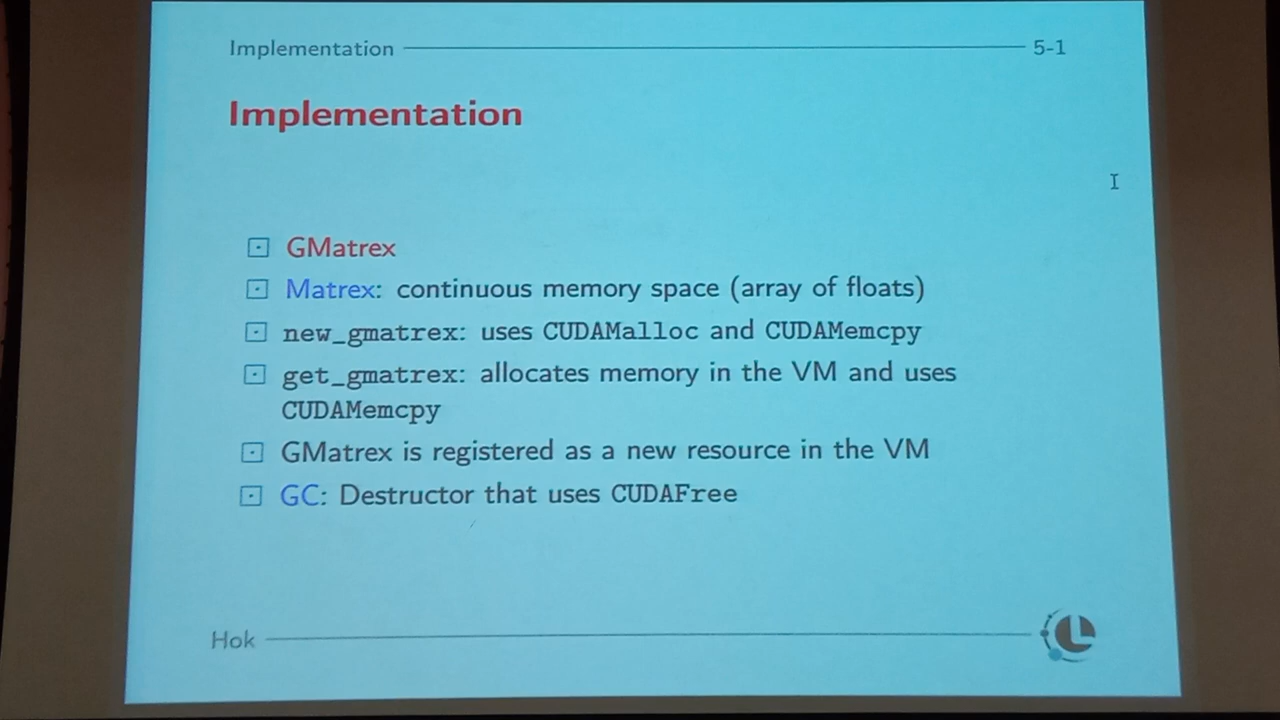 Implementation 5-1
Implementation
GMatrex
Matrex: continuous memory space (array of floats)
new_gmatrex: uses CUDAMalloc and CUDAMemcpy
get_gmatrex: allocates memory in the VM and uses
CUDAMemcpy
GMatrex is registered as a new resource in the VM
GC: Destructor that uses CUDAFree
Hok